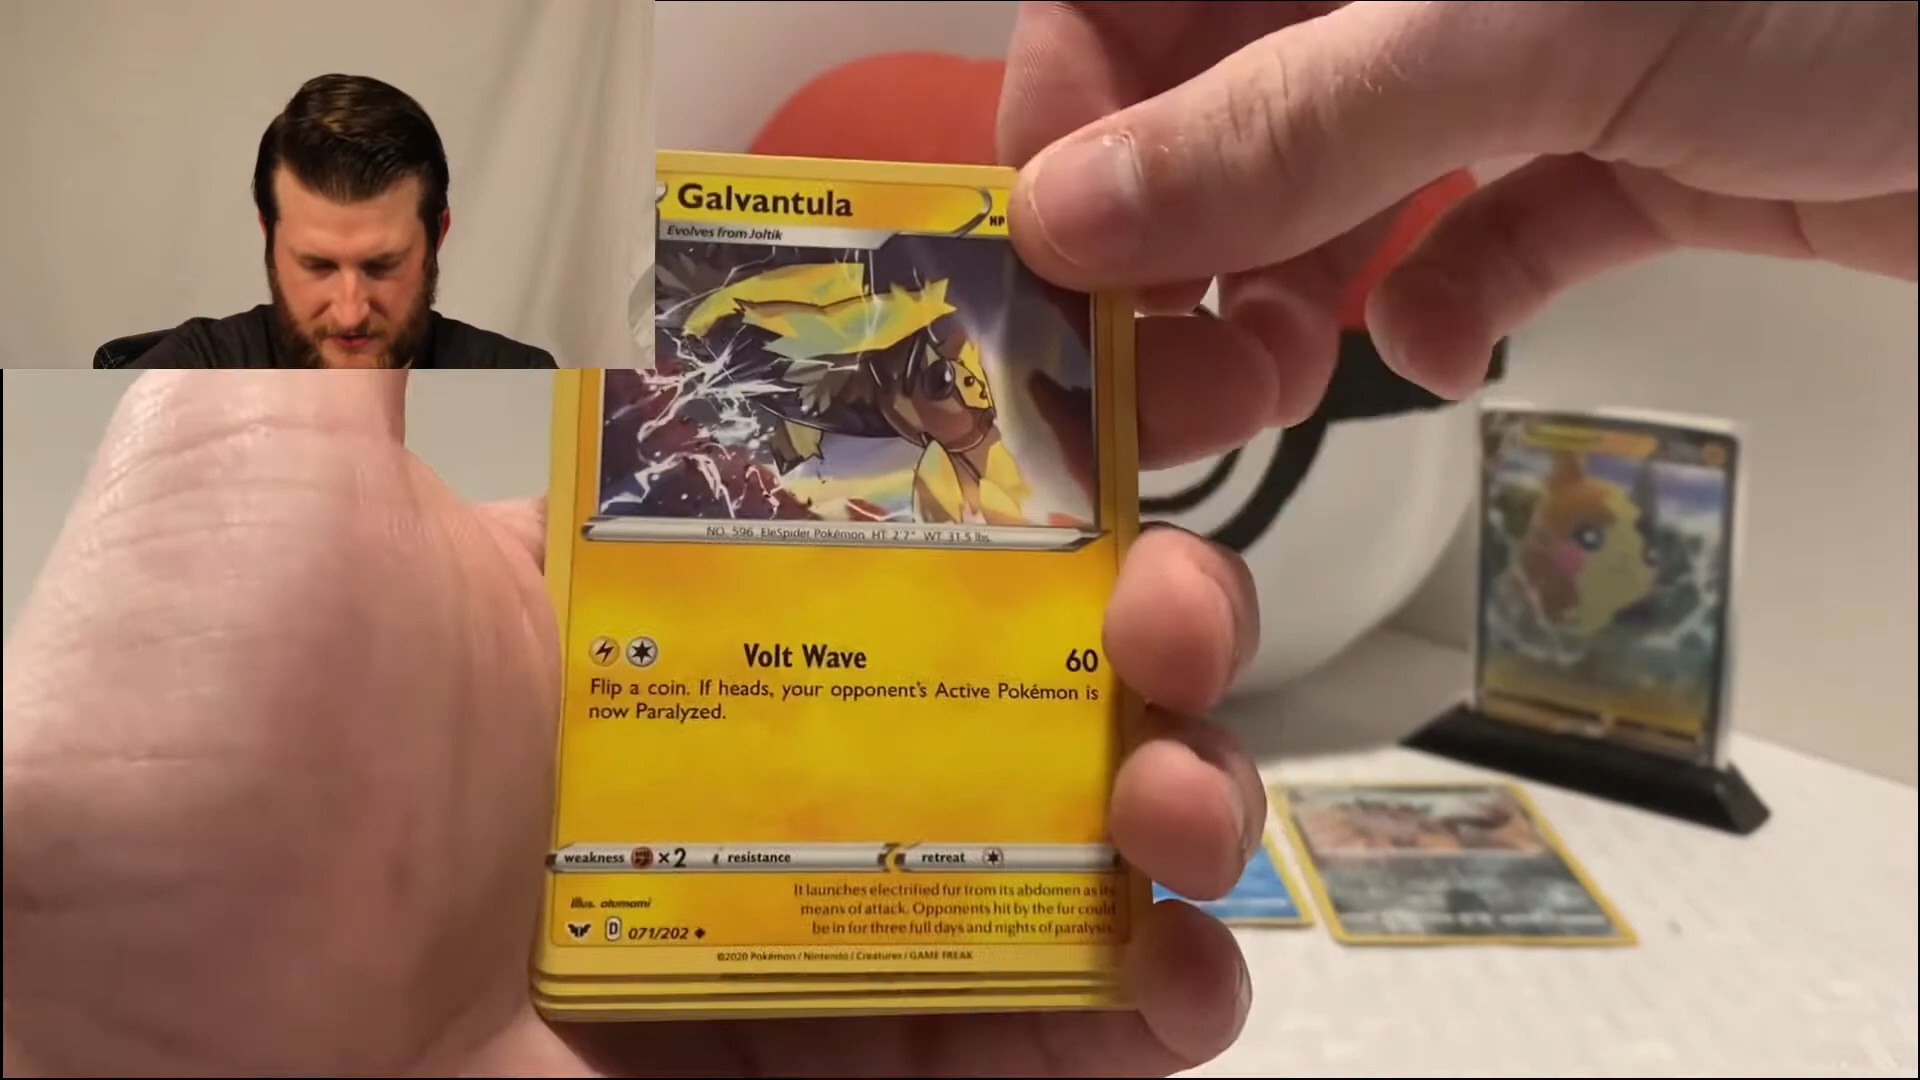 Galvantula
HP
Evolves from Joltik
NO. 596 EleSpider Pokémon HT: 2'7" WT: 31.5 lbs.
Volt Wave 60
Flip a coin. If heads, your opponent's Active Pokémon is
now Paralyzed.
weakness ×2 resistance retreat
Illus. otumami
It launches electrified fur from its abdomen as its
means of attack. Opponents hit by the fur could
be in for three full days and nights of paralysis.
D 071/202
©2020 Pokémon / Nintendo / Creatures / GAME FREAK